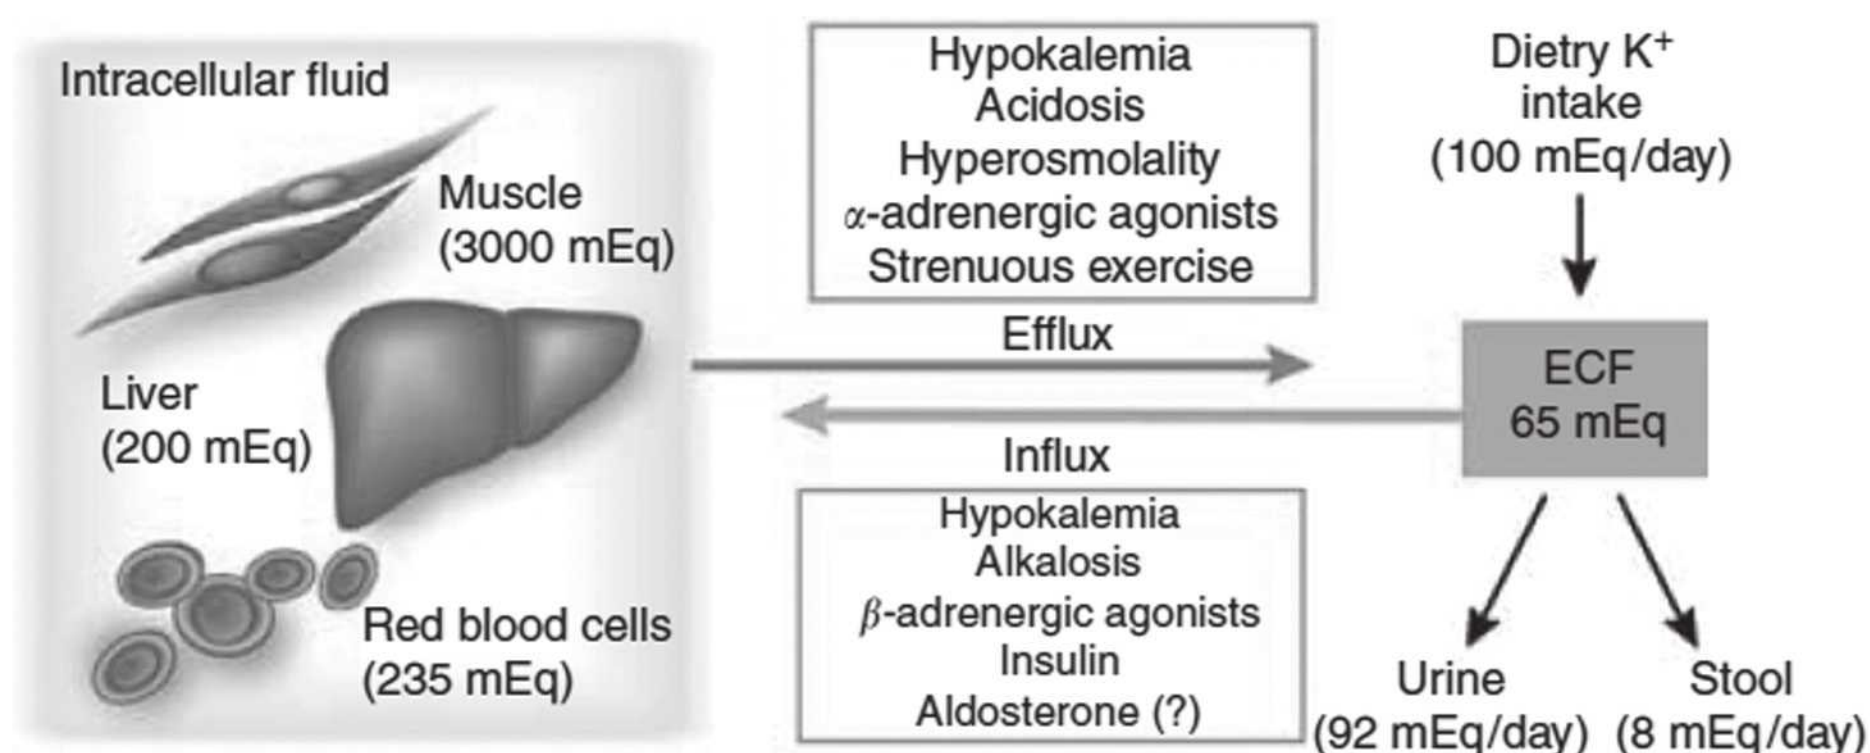 Intracellular fluid
Muscle
(3000 mEq)
Liver
(200 mEq)
Red blood cells
(235 mEq)
Hypokalemia
Acidosis
Hyperosmolality
α-adrenergic agonists
Strenuous exercise
Efflux
Influx
Hypokalemia
Alkalosis
β-adrenergic agonists
Insulin
Aldosterone (?)
Dietry K⁺
intake
(100 mEq/day)
ECF
65 mEq
Urine
(92 mEq/day)
Stool
(8 mEq/day)